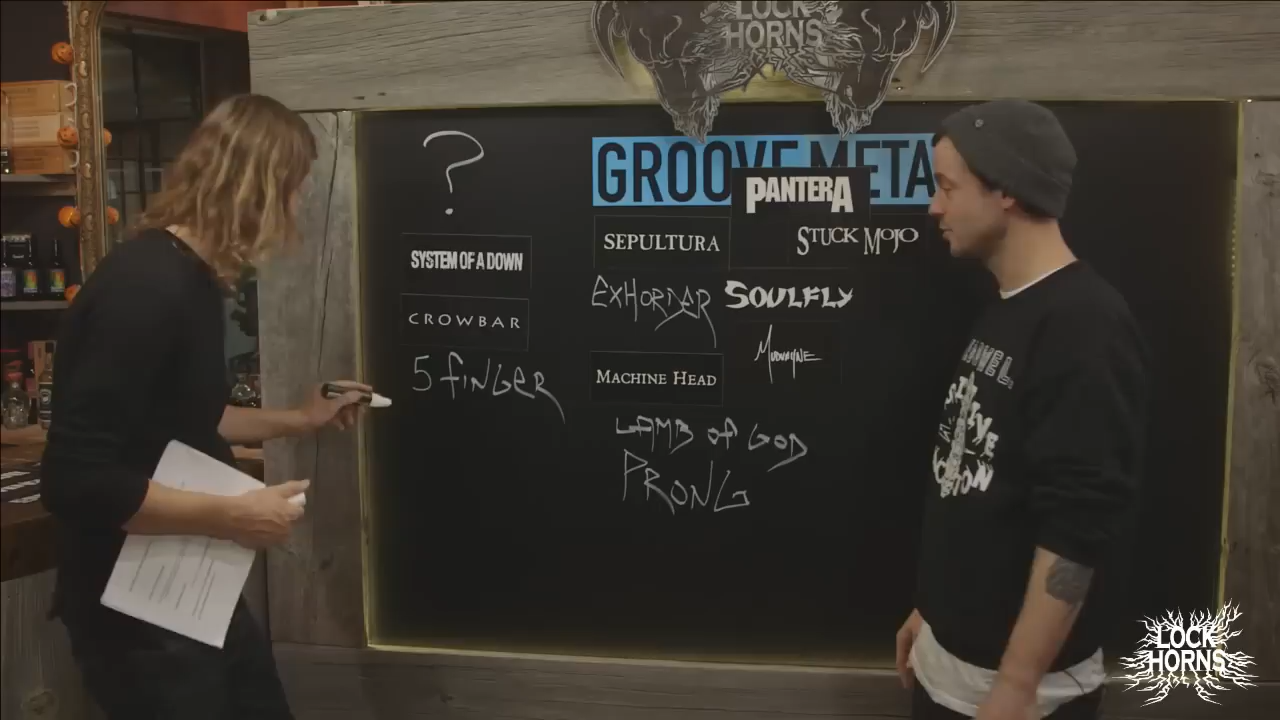 LOCK
HORNS
?
SYSTEM OF A DOWN
CROWBAR
5 FINGER
GROOVE META
PANTERA
SEPULTURA
STUCK MOJO
EXHORDER
SOULFLY
MUDVAYNE
MACHINE HEAD
LAMB OF GOD
PRONG
LOCK
HORNS